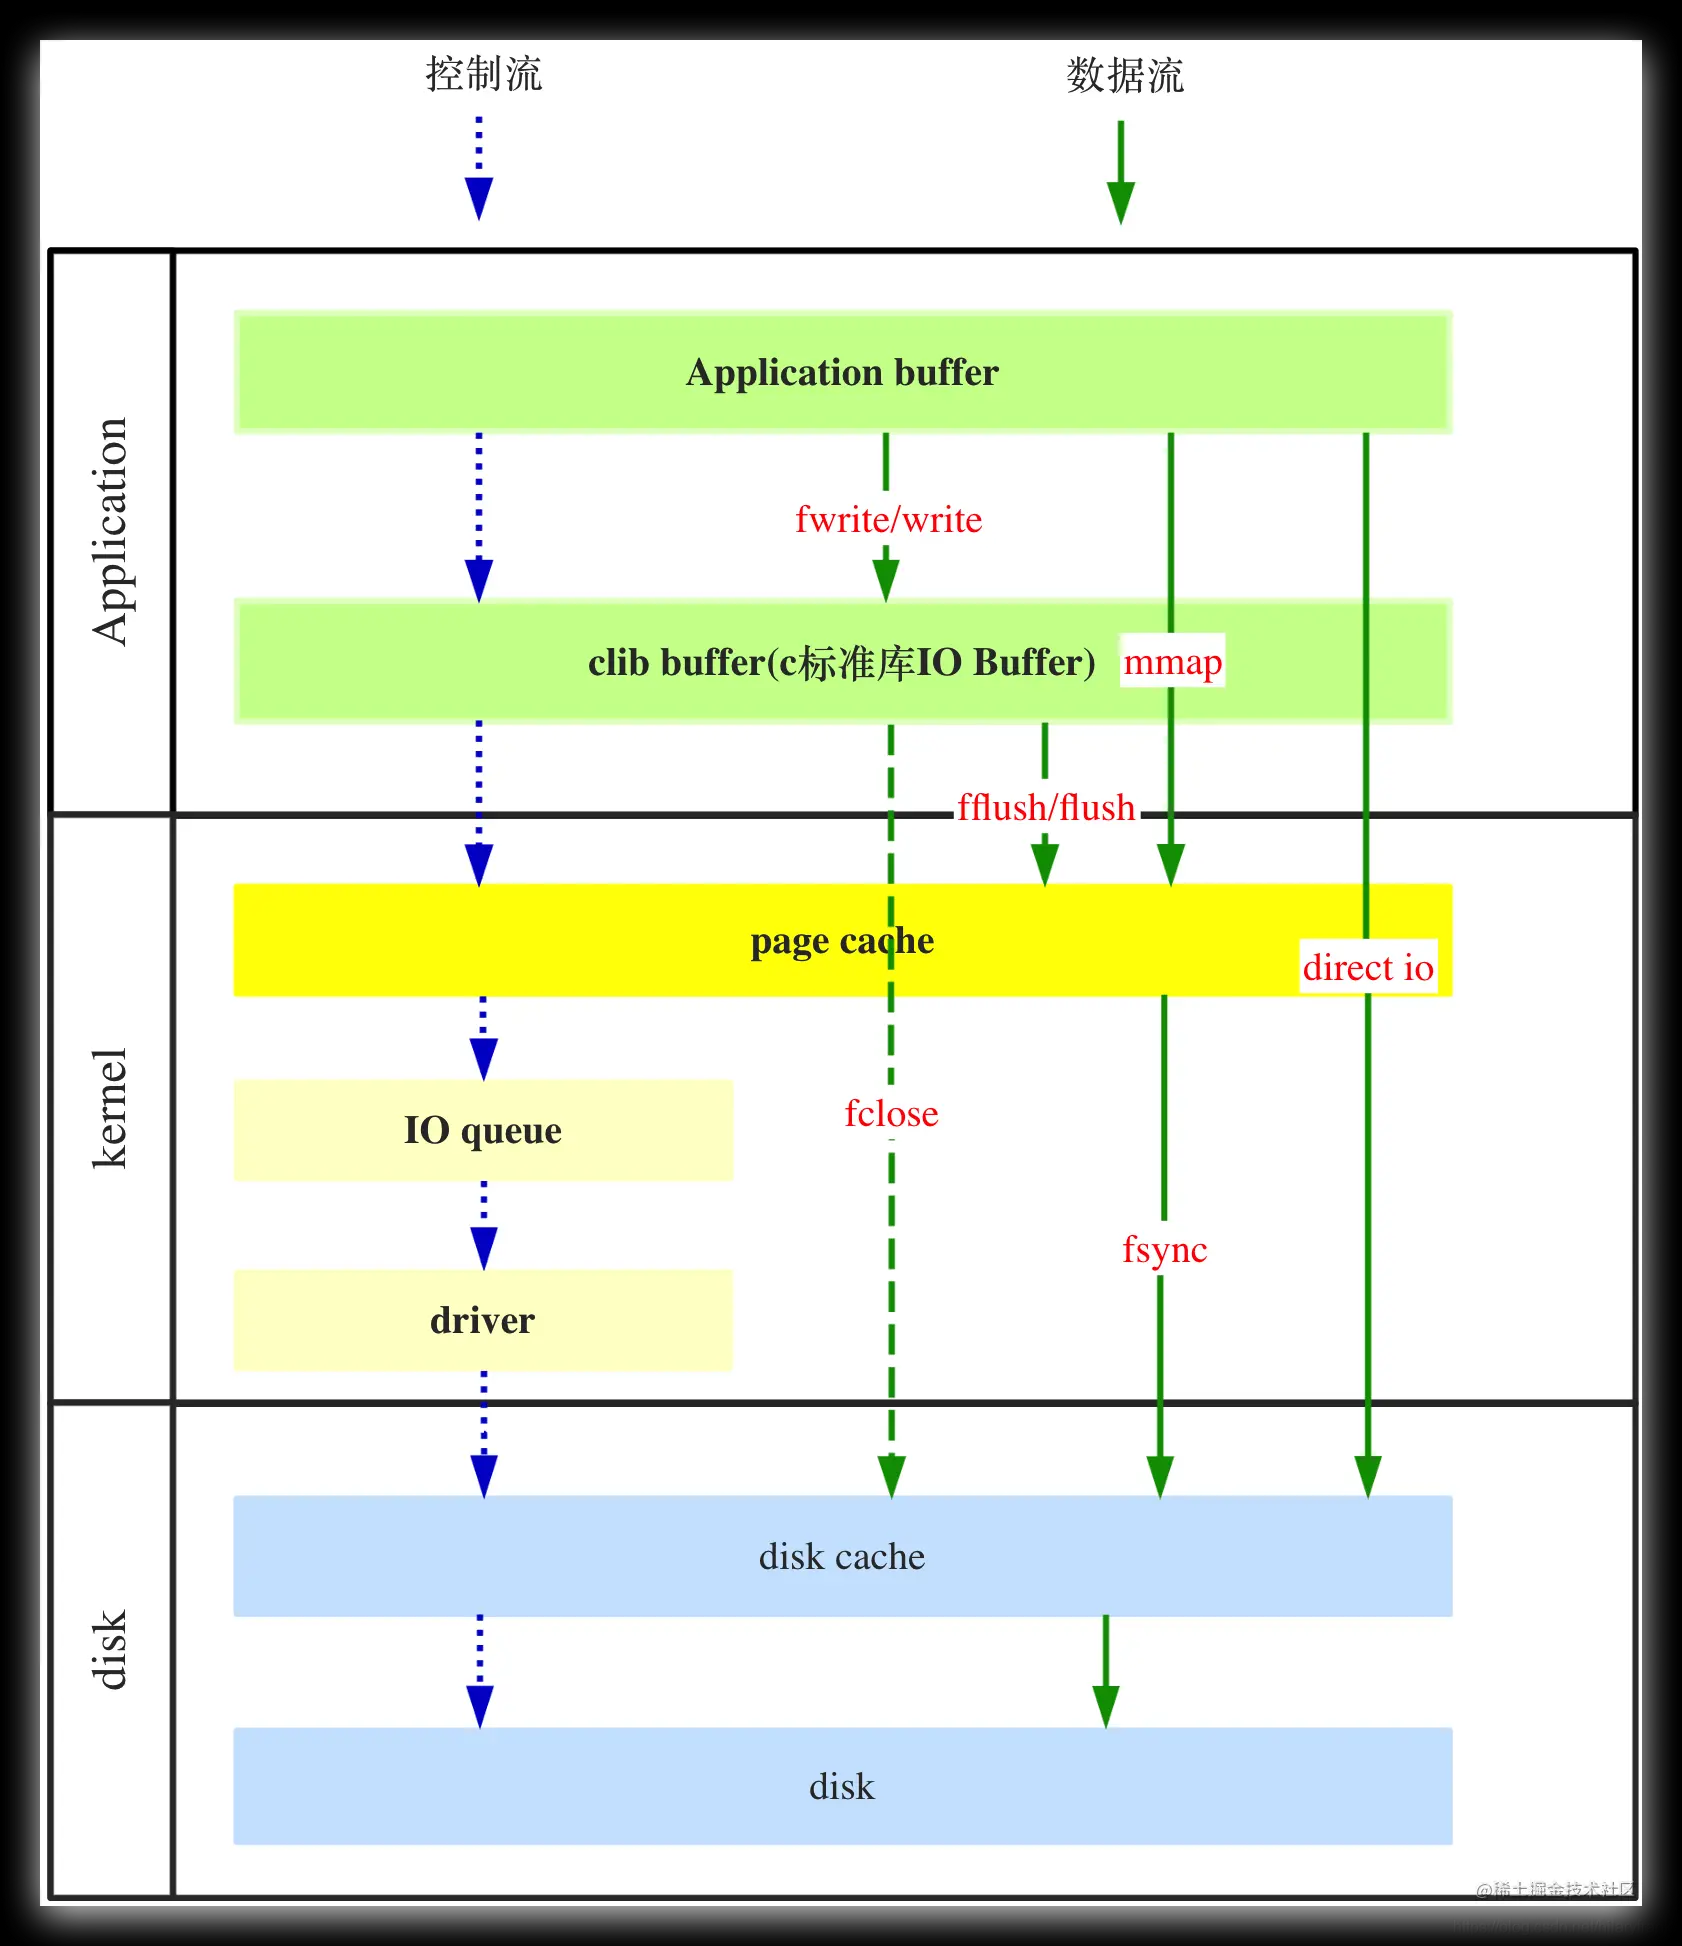 控制流
数据流
Application
Application buffer
fwrite/write
clib buffer(c标准库IO Buffer)
mmap
fflush/flush
kernel
page cache
direct io
IO queue
fclose
fsync
driver
disk
disk cache
disk
@稀土掘金技术社区